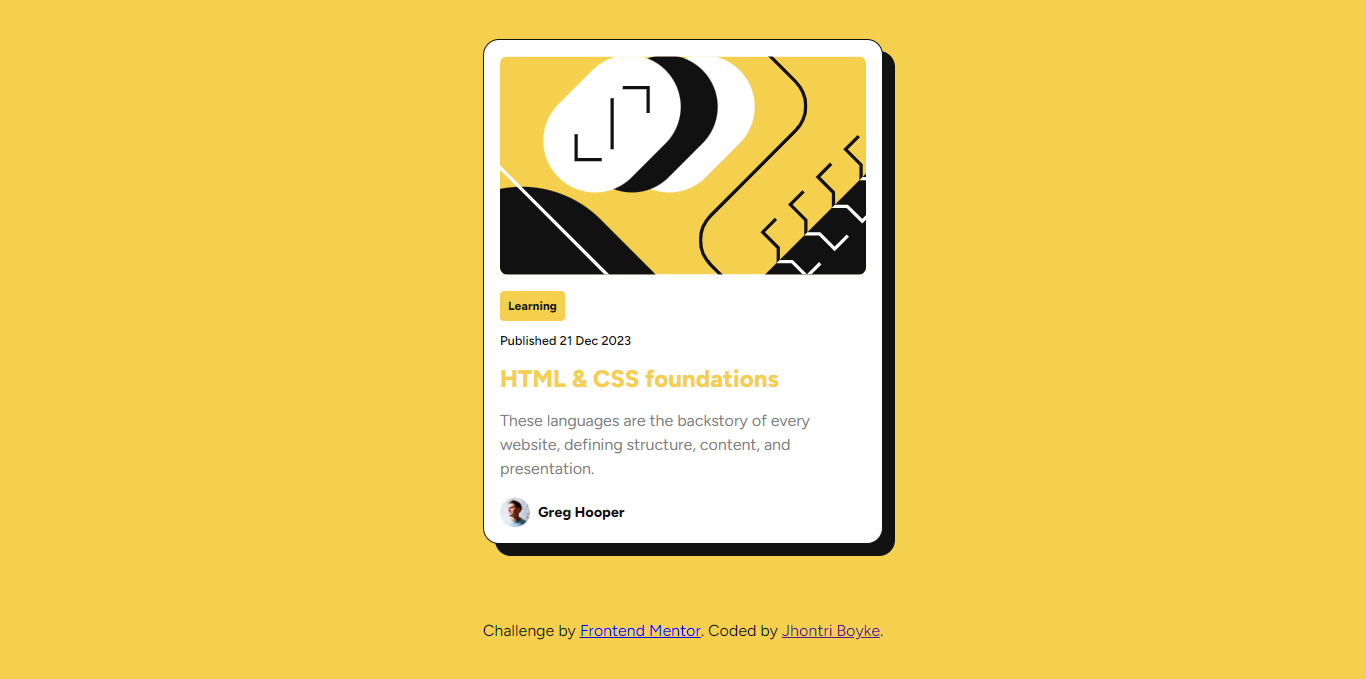 Learning
Published 21 Dec 2023
HTML & CSS foundations
These languages are the backstory of every
website, defining structure, content, and
presentation.
Greg Hooper
Challenge by Frontend Mentor. Coded by Jhontri Boyke.